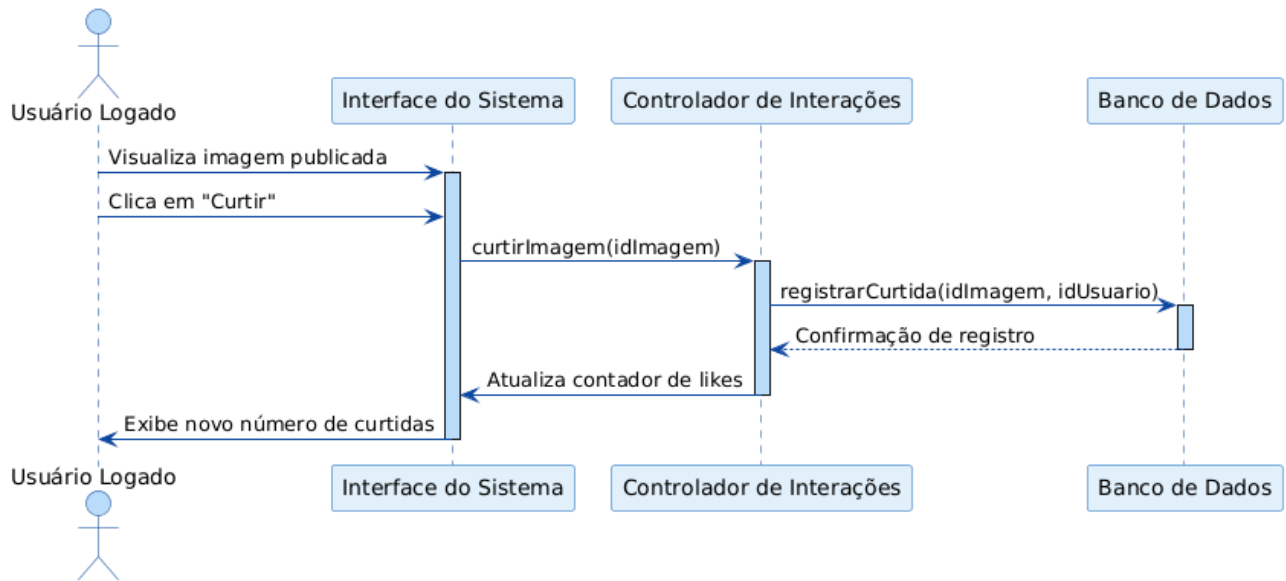 Usuário Logado
Interface do Sistema
Controlador de Interações
Banco de Dados
Visualiza imagem publicada
Clica em "Curtir"
curtirImagem(idImagem)
registrarCurtida(idImagem, idUsuario)
Confirmação de registro
Atualiza contador de likes
Exibe novo número de curtidas
Usuário Logado
Interface do Sistema
Controlador de Interações
Banco de Dados